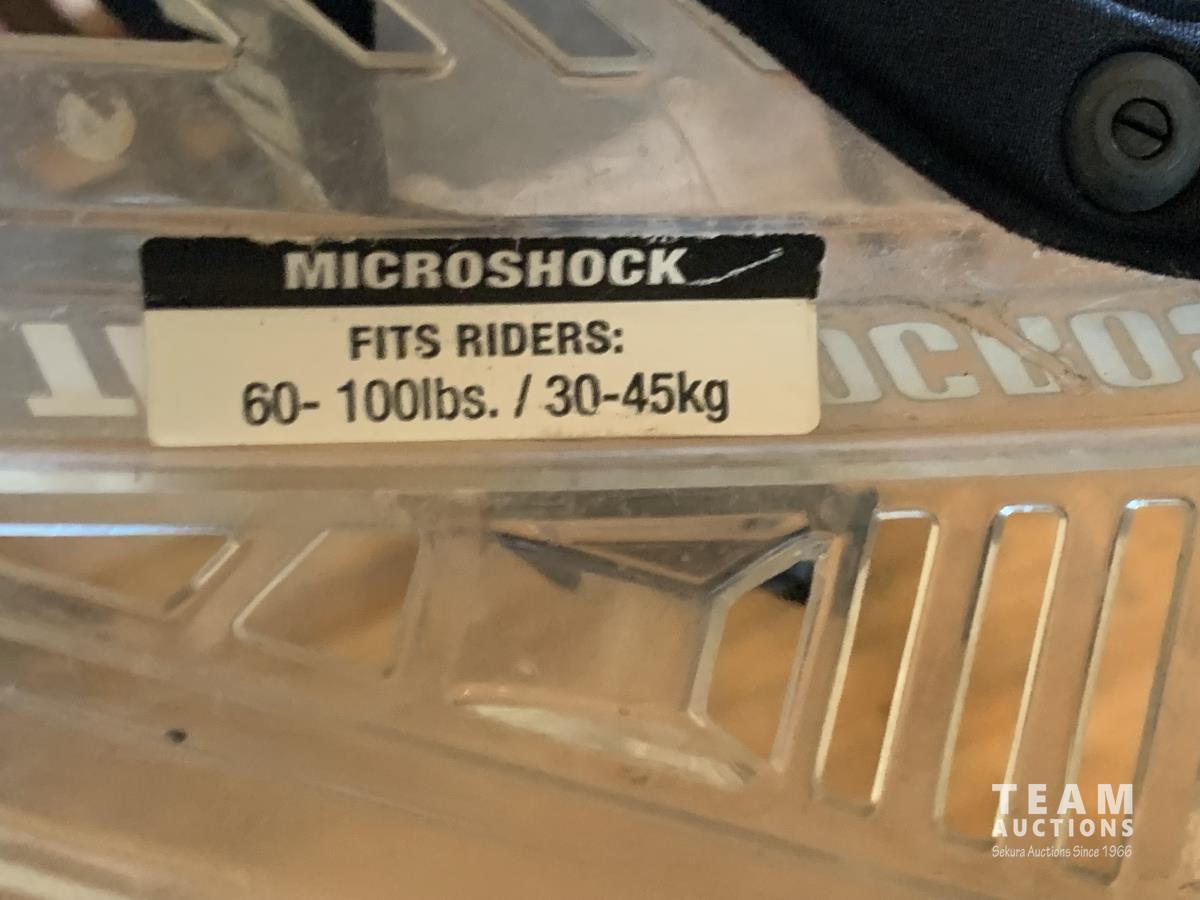 MICROSHOCK
FITS RIDERS:
60- 100lbs. / 30-45kg
TEAM
AUCTIONS
Sekura Auctions Since 1966